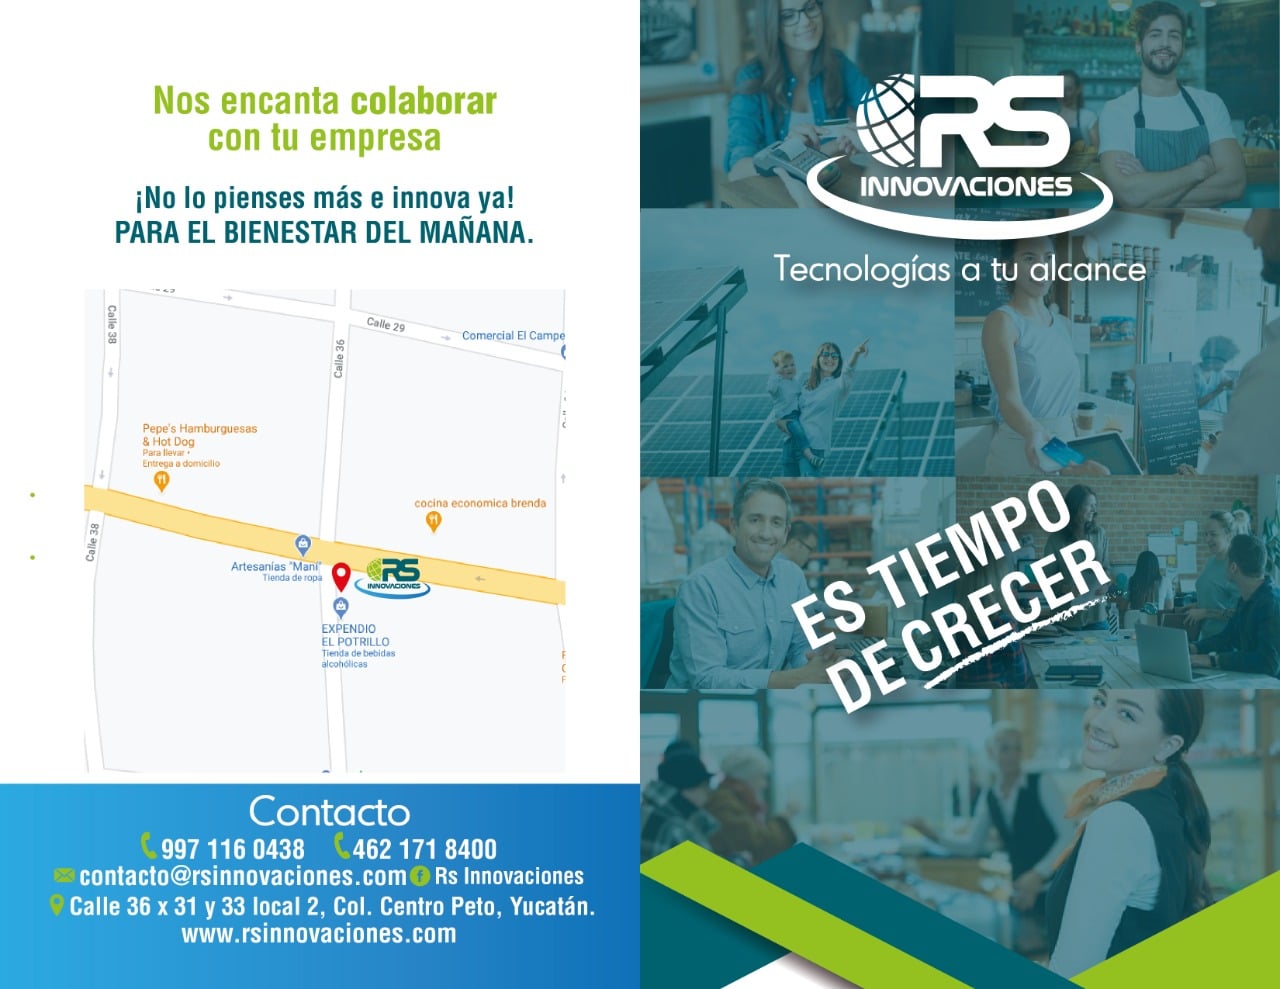 Nos encanta colaborar
con tu empresa
¡No lo pienses más e innova ya!
PARA EL BIENESTAR DEL MAÑANA.
Calle 38
Calle 36
Calle 29
Comercial El Campe
Pepe's Hamburguesas
& Hot Dog
Para llevar •
Entrega a domicilio
cocina economica brenda
Calle 38
Artesanías "Maní"
Tienda de ropa
RS
INNOVACIONES
EXPENDIO
EL POTRILLO
Tienda de bebidas
alcohólicas
Contacto
997 116 0438
462 171 8400
contacto@rsinnovaciones.com
Rs Innovaciones
Calle 36 x 31 y 33 local 2, Col. Centro Peto, Yucatán.
www.rsinnovaciones.com
RS
INNOVACIONES
Tecnologías a tu alcance
ES TIEMPO
DE CRECER